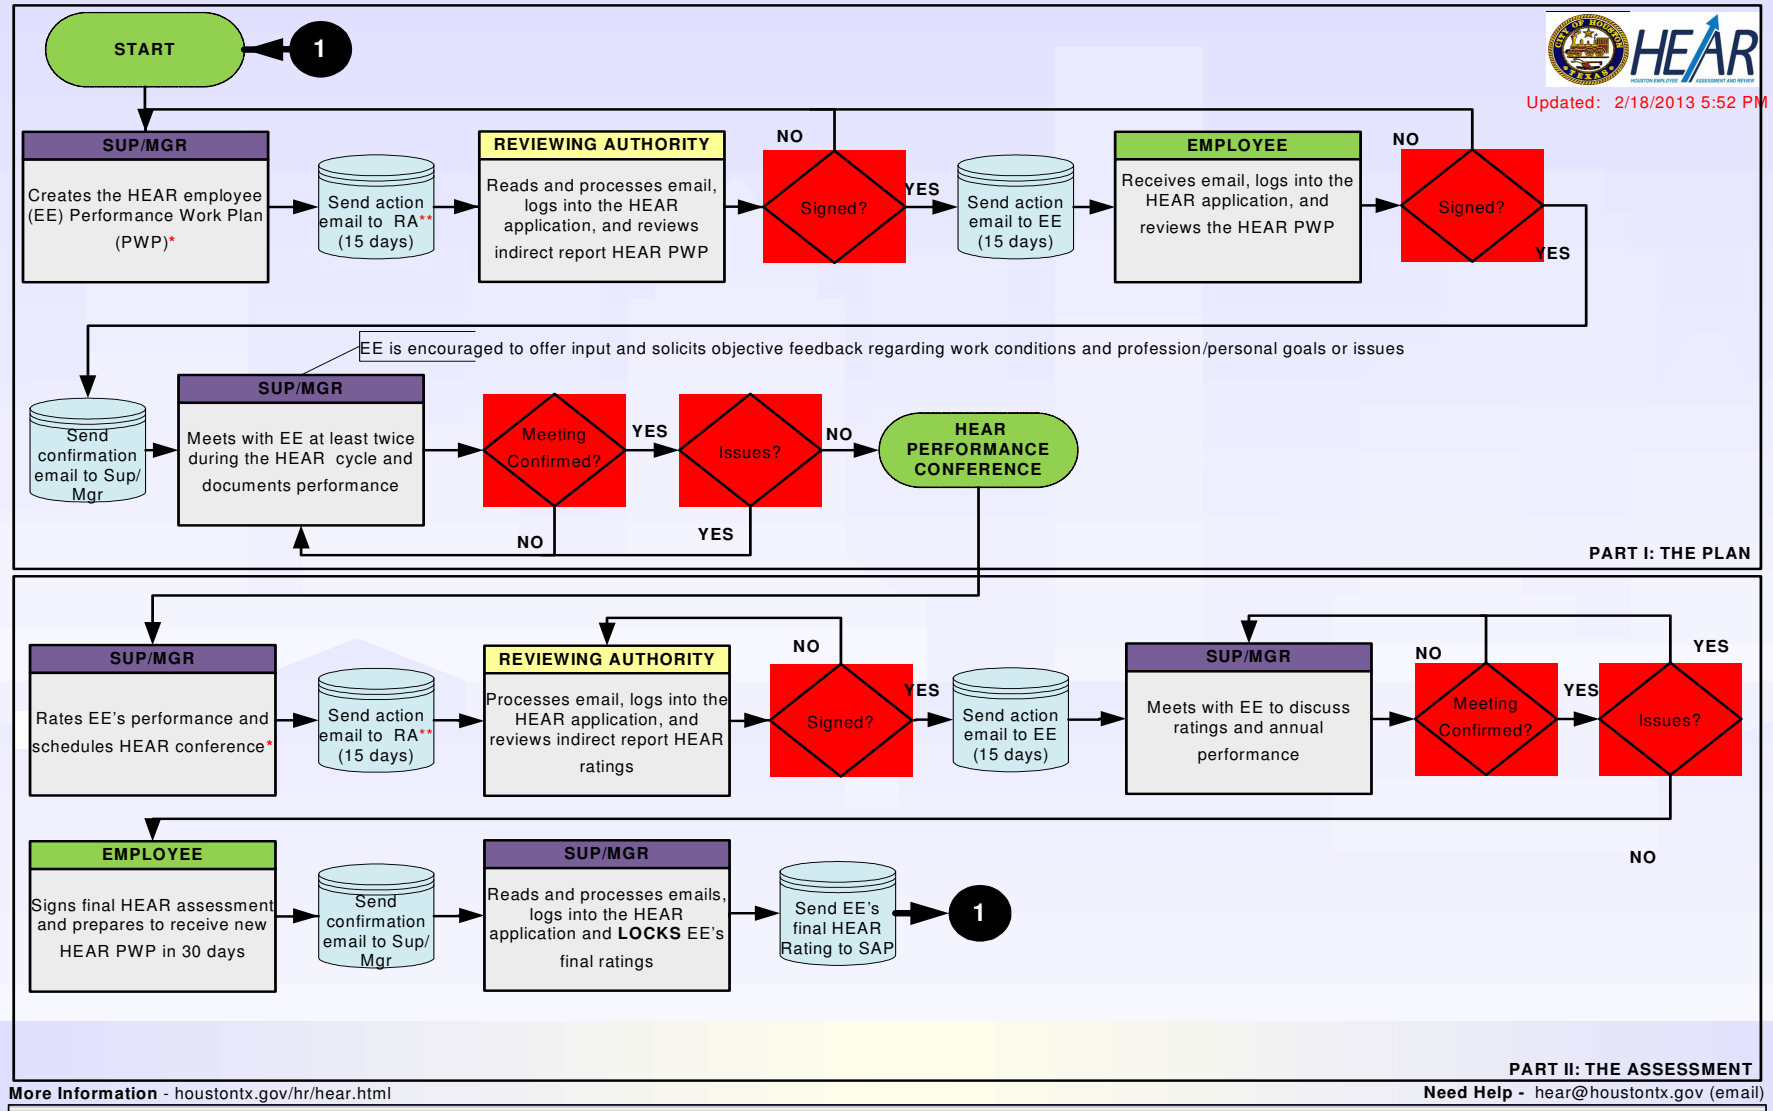 START
1
CITY OF HOUSTON
TEXAS
HEAR
HOUSTON EMPLOYEE ASSESSMENT AND REVIEW
Updated: 2/18/2013 5:52 PM
SUP/MGR
Creates the HEAR employee
(EE) Performance Work Plan
(PWP)*
Send action
email to RA**
(15 days)
REVIEWING AUTHORITY
Reads and processes email,
logs into the HEAR
application, and reviews
indirect report HEAR PWP
NO
Signed?
YES
Send action
email to EE
(15 days)
EMPLOYEE
Receives email, logs into the
HEAR application, and
reviews the HEAR PWP
NO
Signed?
YES
EE is encouraged to offer input and solicits objective feedback regarding work conditions and profession/personal goals or issues
Send
confirmation
email to Sup/
Mgr
SUP/MGR
Meets with EE at least twice
during the HEAR cycle and
documents performance
Meeting
Confirmed?
YES
NO
Issues?
NO
YES
HEAR
PERFORMANCE
CONFERENCE
PART I: THE PLAN
SUP/MGR
Rates EE's performance and
schedules HEAR conference*
Send action
email to RA**
(15 days)
REVIEWING AUTHORITY
Processes email, logs into the
HEAR application, and
reviews indirect report HEAR
ratings
NO
Signed?
YES
Send action
email to EE
(15 days)
SUP/MGR
Meets with EE to discuss
ratings and annual
performance
NO
Meeting
Confirmed?
YES
YES
Issues?
NO
EMPLOYEE
Signs final HEAR assessment
and prepares to receive new
HEAR PWP in 30 days
Send
confirmation
email to Sup/
Mgr
SUP/MGR
Reads and processes emails,
logs into the HEAR
application and LOCKS EE's
final ratings
Send EE's
final HEAR
Rating to SAP
1
PART II: THE ASSESSMENT
More Information - houstontx.gov/hr/hear.html
Need Help - hear@houstontx.gov (email)